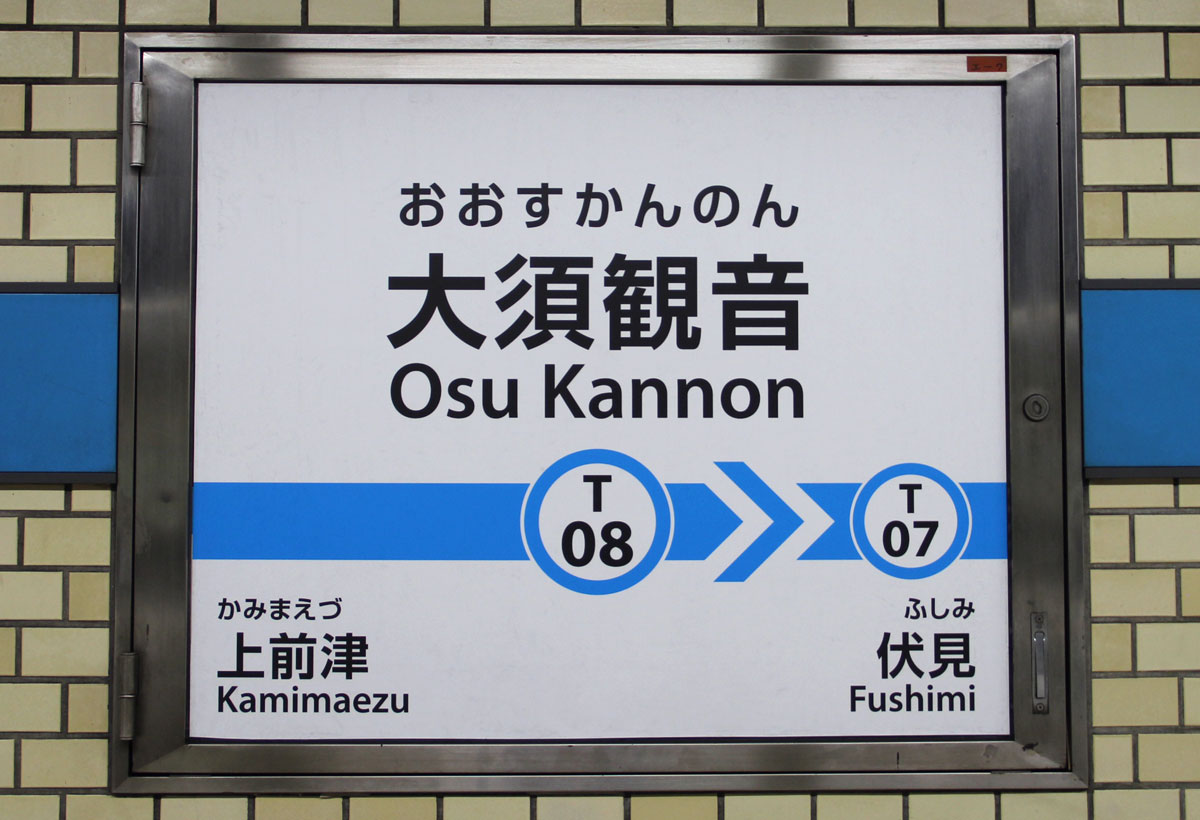 おおすかんのん
大須観音
Osu Kannon
T
08
T
07
かみまえづ
上前津
Kamimaezu
ふしみ
伏見
Fushimi